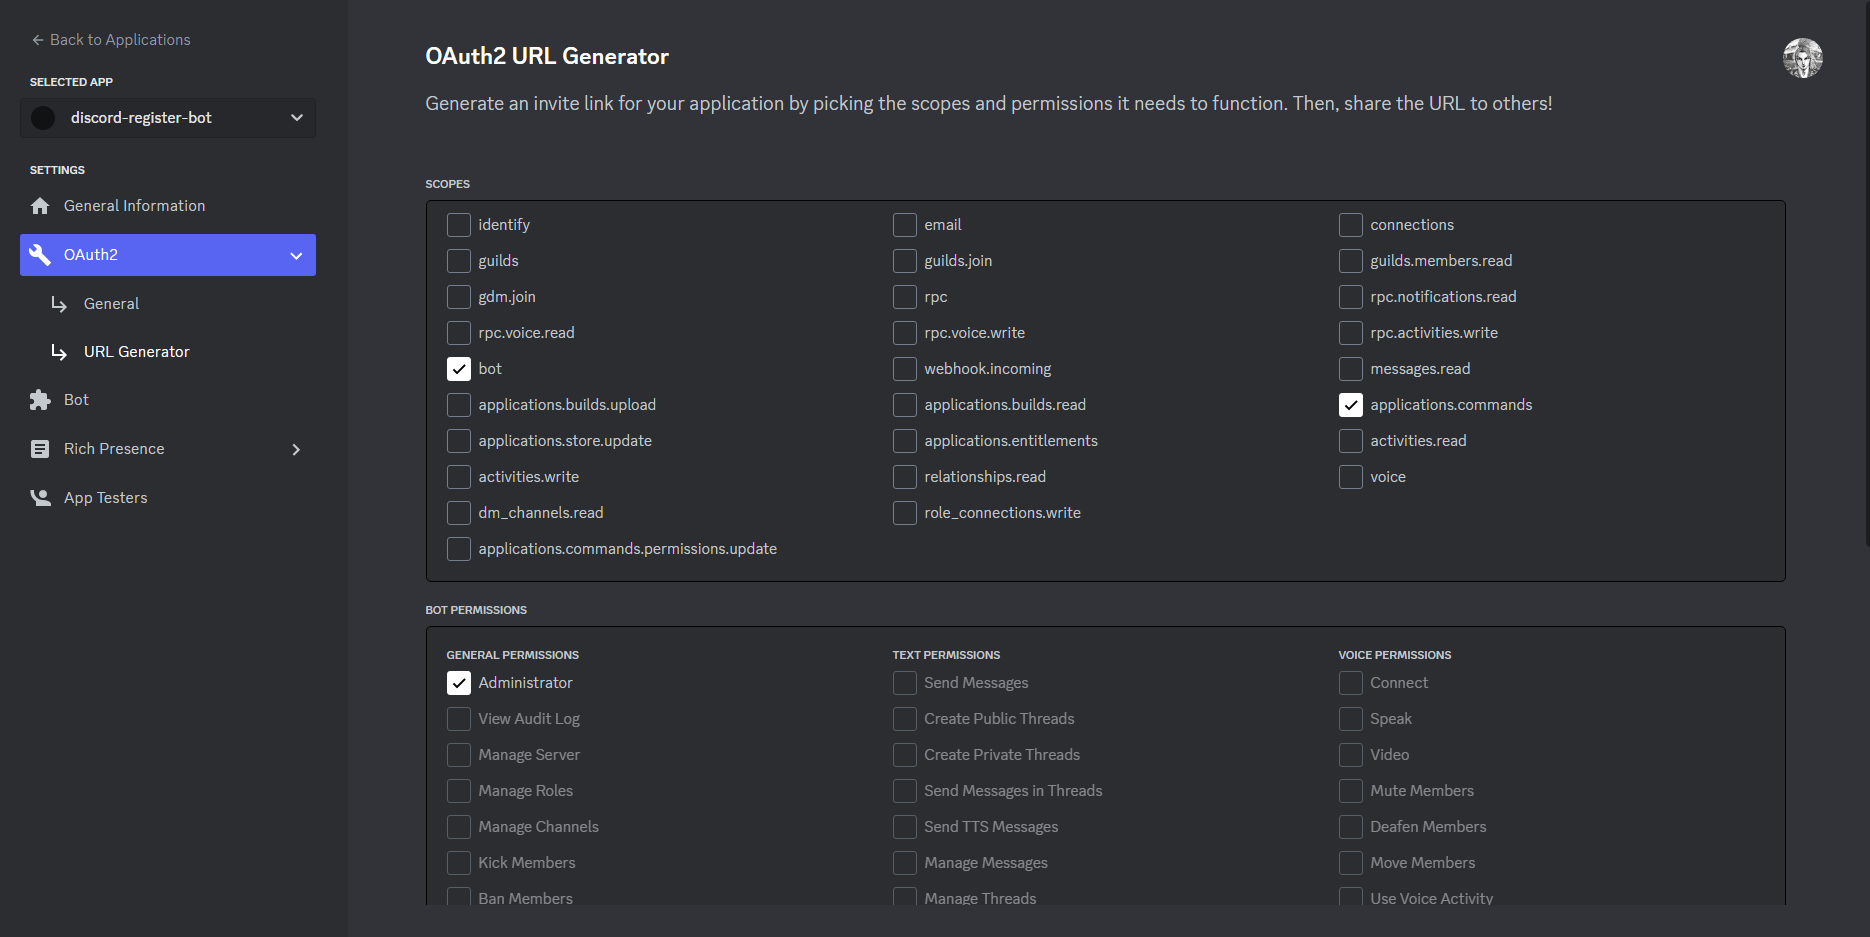 Back to Applications
SELECTED APP
discord-register-bot
SETTINGS
General Information
OAuth2
General
URL Generator
Bot
Rich Presence
App Testers
OAuth2 URL Generator
Generate an invite link for your application by picking the scopes and permissions it needs to function. Then, share the URL to others!
SCOPES
identify email connections
guilds guilds.join guilds.members.read
gdm.join rpc rpc.notifications.read
rpc.voice.read rpc.voice.write rpc.activities.write
bot webhook.incoming messages.read
applications.builds.upload applications.builds.read applications.commands
applications.store.update applications.entitlements activities.read
activities.write relationships.read voice
dm_channels.read role_connections.write
applications.commands.permissions.update
BOT PERMISSIONS
GENERAL PERMISSIONS TEXT PERMISSIONS VOICE PERMISSIONS
Administrator Send Messages Connect
View Audit Log Create Public Threads Speak
Manage Server Create Private Threads Video
Manage Roles Send Messages in Threads Mute Members
Manage Channels Send TTS Messages Deafen Members
Kick Members Manage Messages Move Members
Ban Members Manage Threads Use Voice Activity